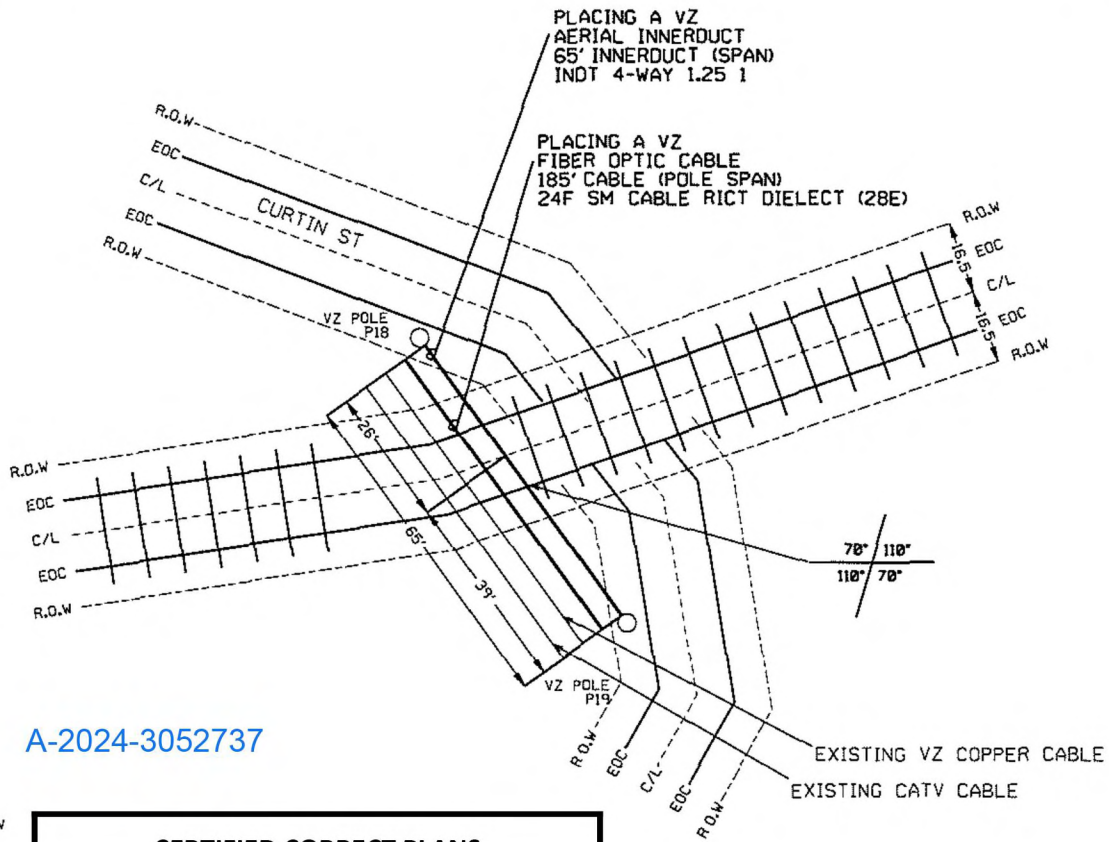 PLACING A VZ
AERIAL INNERDUCT
65' INNERDUCT (SPAN)
INDT 4-WAY 1.25 1
PLACING A VZ
FIBER OPTIC CABLE
185' CABLE (POLE SPAN)
24F SM CABLE RICT DIELECT (28E)
R.O.W
EOC
C/L
EOC
R.O.W
CURTIN ST
VZ POLE
P18
R.O.W
EOC
C/L
EOC
R.O.W
16.5
16.5
R.O.W
EOC
C/L
EOC
R.O.W
26'
65'
39'
70° 110°
110° 70°
VZ POLE
P19
R.O.W
EOC
C/L
EOC
R.O.W
EXISTING VZ COPPER CABLE
EXISTING CATV CABLE
A-2024-3052737
CERTIFIED CORRECT PLANS